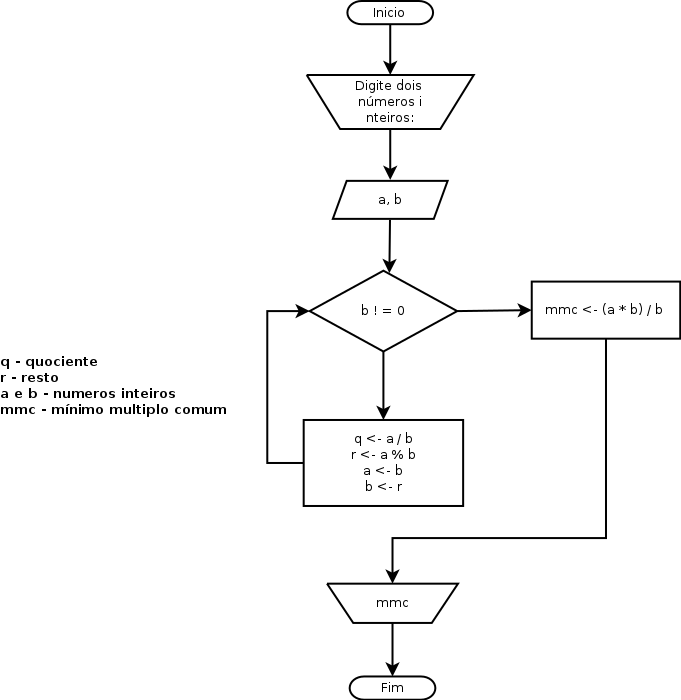 Inicio
Digite dois
números i
nteiros:
a, b
b ! = 0
mmc <- (a * b) / b
q - quociente
r - resto
a e b - numeros inteiros
mmc - mínimo multiplo comum
q <- a / b
r <- a % b
a <- b
b <- r
mmc
Fim